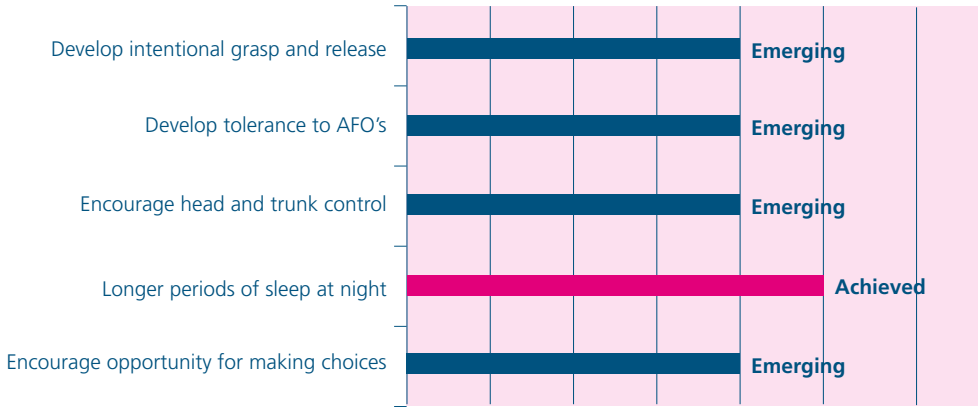 Develop intentional grasp and release Emerging
Develop tolerance to AFO's Emerging
Encourage head and trunk control Emerging
Longer periods of sleep at night Achieved
Encourage opportunity for making choices Emerging